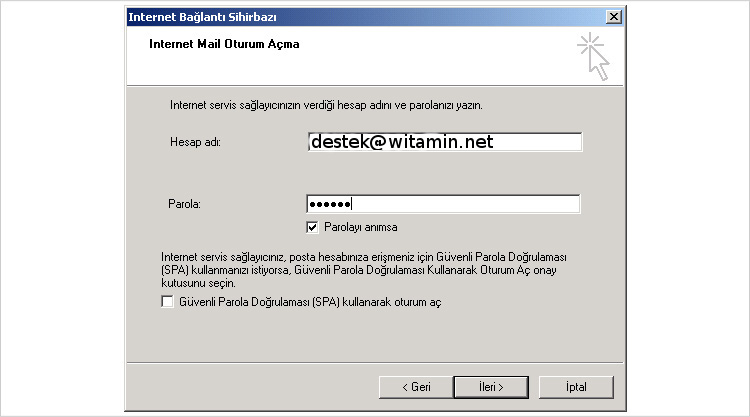 Internet Bağlantı Sihirbazı
Internet Mail Oturum Açma
Internet servis sağlayıcınızın verdiği hesap adını ve parolanızı yazın.
Hesap adı: destek@witamin.net
Parola: ●●●●●●
Parolayı anımsa
Internet servis sağlayıcınız, posta hesabınıza erişmeniz için Güvenli Parola Doğrulaması
(SPA) kullanmanızı istiyorsa, Güvenli Parola Doğrulaması Kullanarak Oturum Aç onay
kutusunu seçin.
Güvenli Parola Doğrulaması (SPA) kullanarak oturum aç
< Geri İleri > İptal